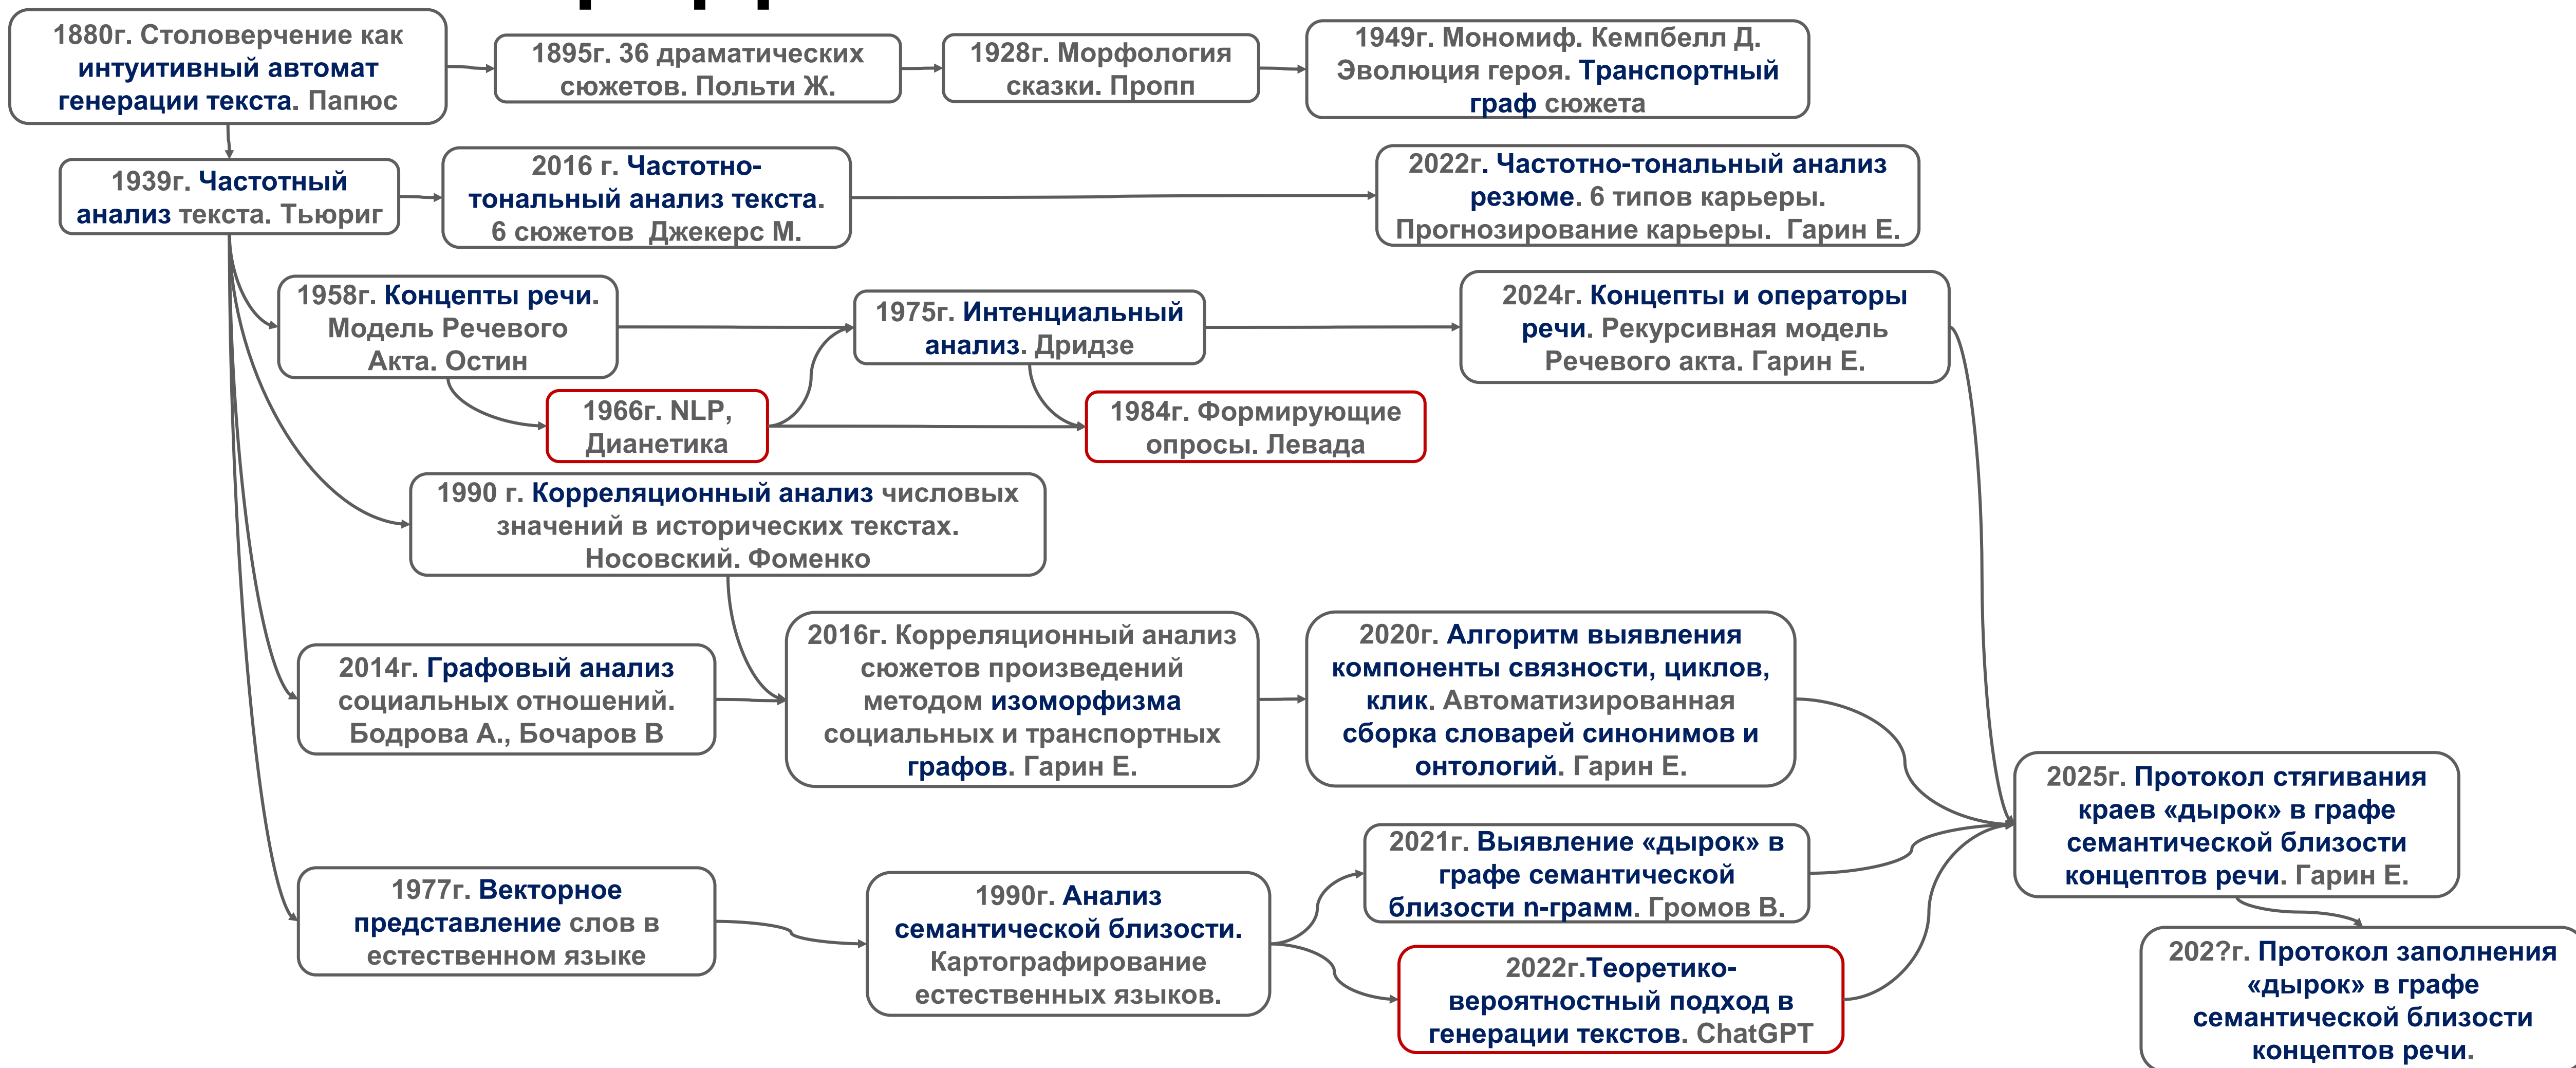 1880г. Столоверчение как
интуитивный автомат
генерации текста. Папюс
1895г. 36 драматических
сюжетов. Польти Ж.
1928г. Морфология
сказки. Пропп
1949г. Мономиф. Кемпбелл Д.
Эволюция героя. Транспортный
граф сюжета
1939г. Частотный
анализ текста. Тьюриг
2016 г. Частотно-
тональный анализ текста.
6 сюжетов  Джекерс М.
2022г. Частотно-тональный анализ
резюме. 6 типов карьеры.
Прогнозирование карьеры.  Гарин Е.
1958г. Концепты речи.
Модель Речевого
Акта. Остин
1975г. Интенциальный
анализ. Дридзе
2024г. Концепты и операторы
речи. Рекурсивная модель
Речевого акта. Гарин Е.
1966г. NLP,
Дианетика
1984г. Формирующие
опросы. Левада
1990 г. Корреляционный анализ числовых
значений в исторических текстах.
Носовский. Фоменко
2014г. Графовый анализ
социальных отношений.
Бодрова А., Бочаров В
2016г. Корреляционный анализ
сюжетов произведений
методом изоморфизма
социальных и транспортных
графов. Гарин Е.
2020г. Алгоритм выявления
компоненты связности, циклов,
клик. Автоматизированная
сборка словарей синонимов и
онтологий. Гарин Е.
2025г. Протокол стягивания
краев «дырок» в графе
семантической близости
концептов речи. Гарин Е.
1977г. Векторное
представление слов в
естественном языке
1990г. Анализ
семантической близости.
Картографирование
естественных языков.
2021г. Выявление «дырок» в
графе семантической
близости n-грамм. Громов В.
2022г.Теоретико-
вероятностный подход в
генерации текстов. ChatGPT
202?г. Протокол заполнения
«дырок» в графе
семантической близости
концептов речи.